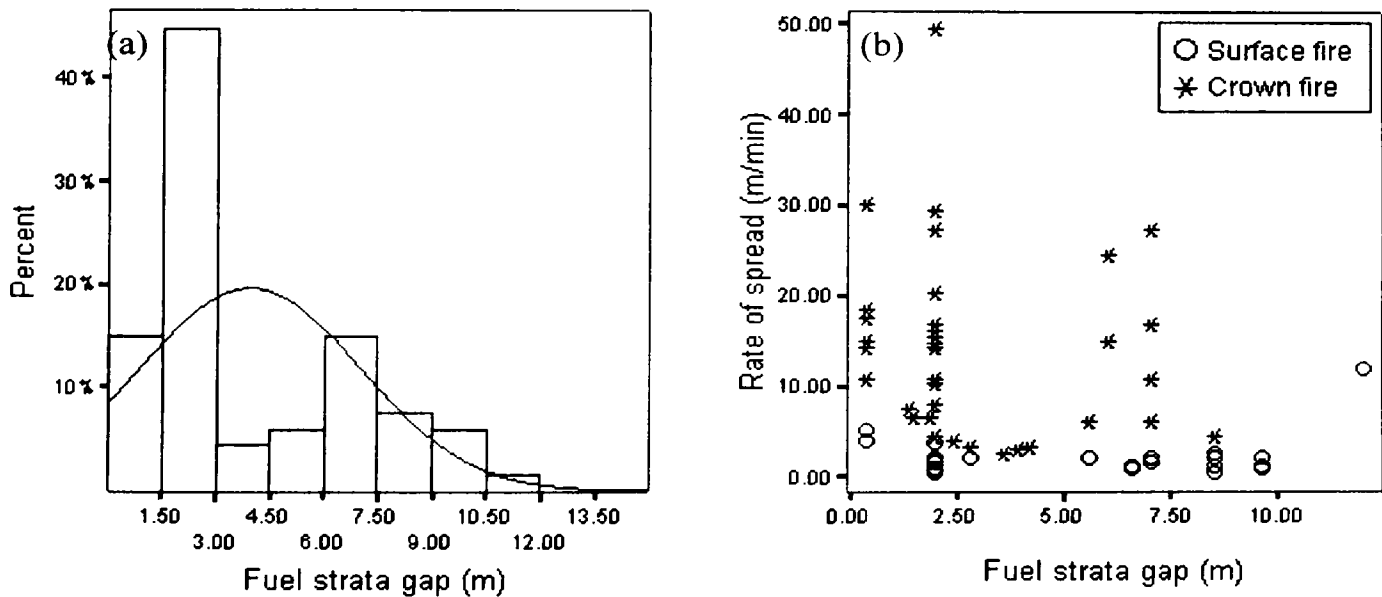 (a)
Percent
40%
30%
20%
10%
1.50 4.50 7.50 10.50 13.50
3.00 6.00 9.00 12.00
Fuel strata gap (m)
(b)
Surface fire
Crown fire
Rate of spread (m/min)
50.00
40.00
30.00
20.00
10.00
0.00
0.00 2.50 5.00 7.50 10.00
Fuel strata gap (m)